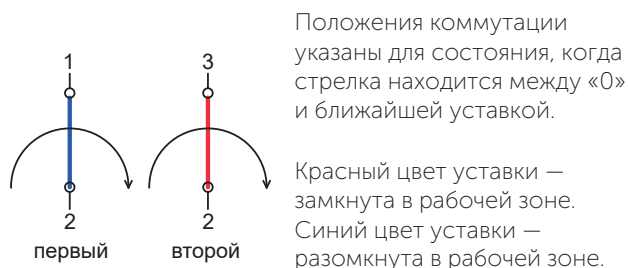 Положения коммутации
указаны для состояния, когда
стрелка находится между «0»
и ближайшей уставкой.
Красный цвет уставки —
замкнута в рабочей зоне.
Синий цвет уставки —
разомкнута в рабочей зоне.
1
3
2
2
первый
второй